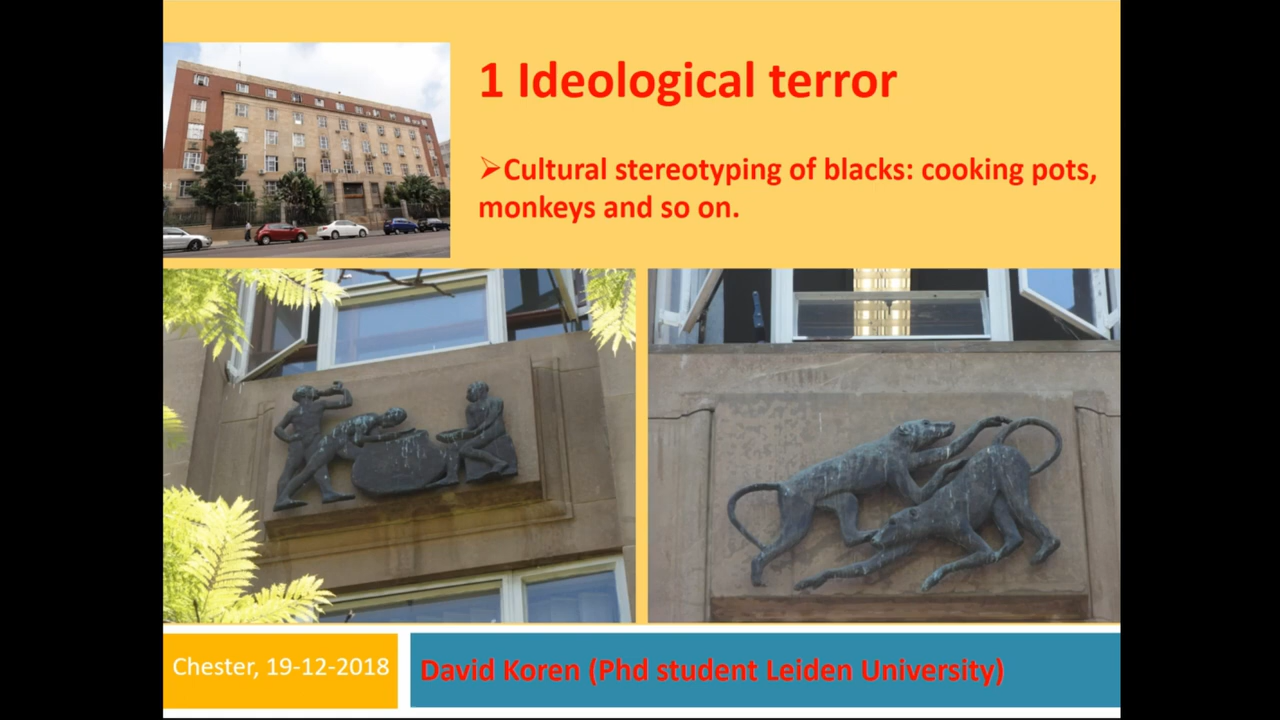 1 Ideological terror
➢Cultural stereotyping of blacks: cooking pots,
monkeys and so on.
Chester, 19-12-2018
David Koren (Phd student Leiden University)